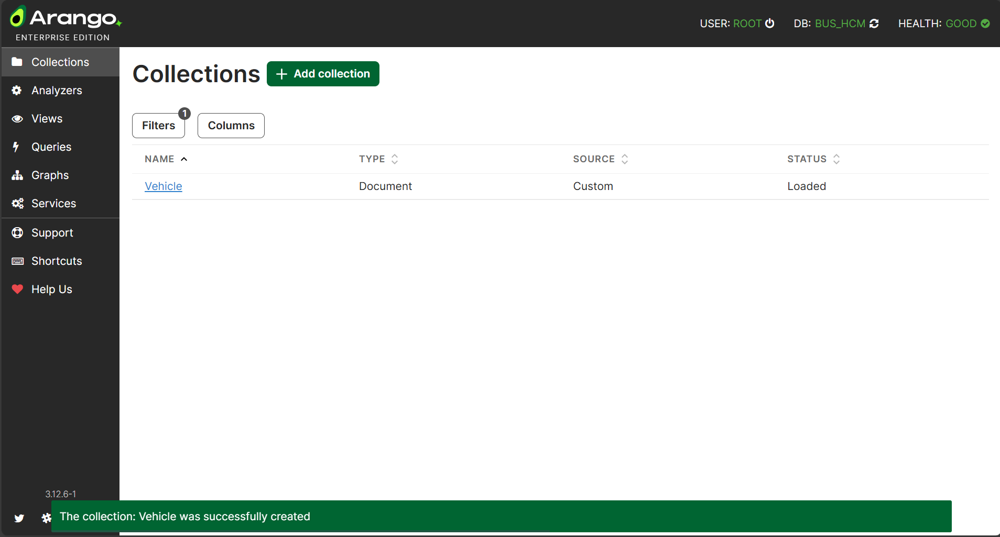 Arango
ENTERPRISE EDITION
USER: ROOT DB: BUS_HCM HEALTH: GOOD
Collections
Analyzers
Views
Queries
Graphs
Services
Support
Shortcuts
Help Us
3.12.6-1
Collections + Add collection
Filters 1 Columns
NAME TYPE SOURCE STATUS
Vehicle Document Custom Loaded
The collection: Vehicle was successfully created